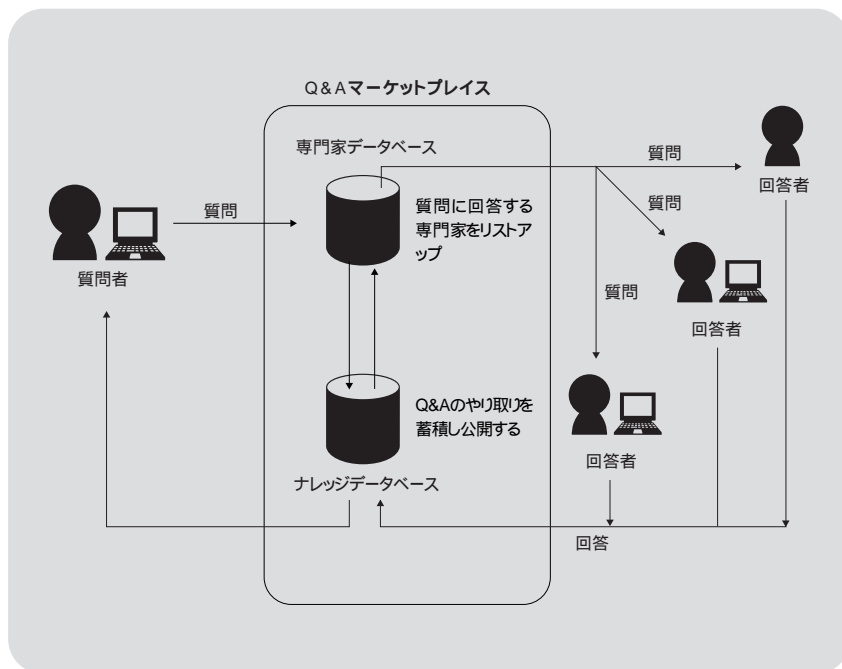 Q&Aマーケットプレイス
専門家データベース
質問
質問に回答する
専門家をリストア
ップ
質問者
質問
回答者
質問
回答者
質問
回答者
Q&Aのやり取りを
蓄積し公開する
ナレッジデータベース
回答